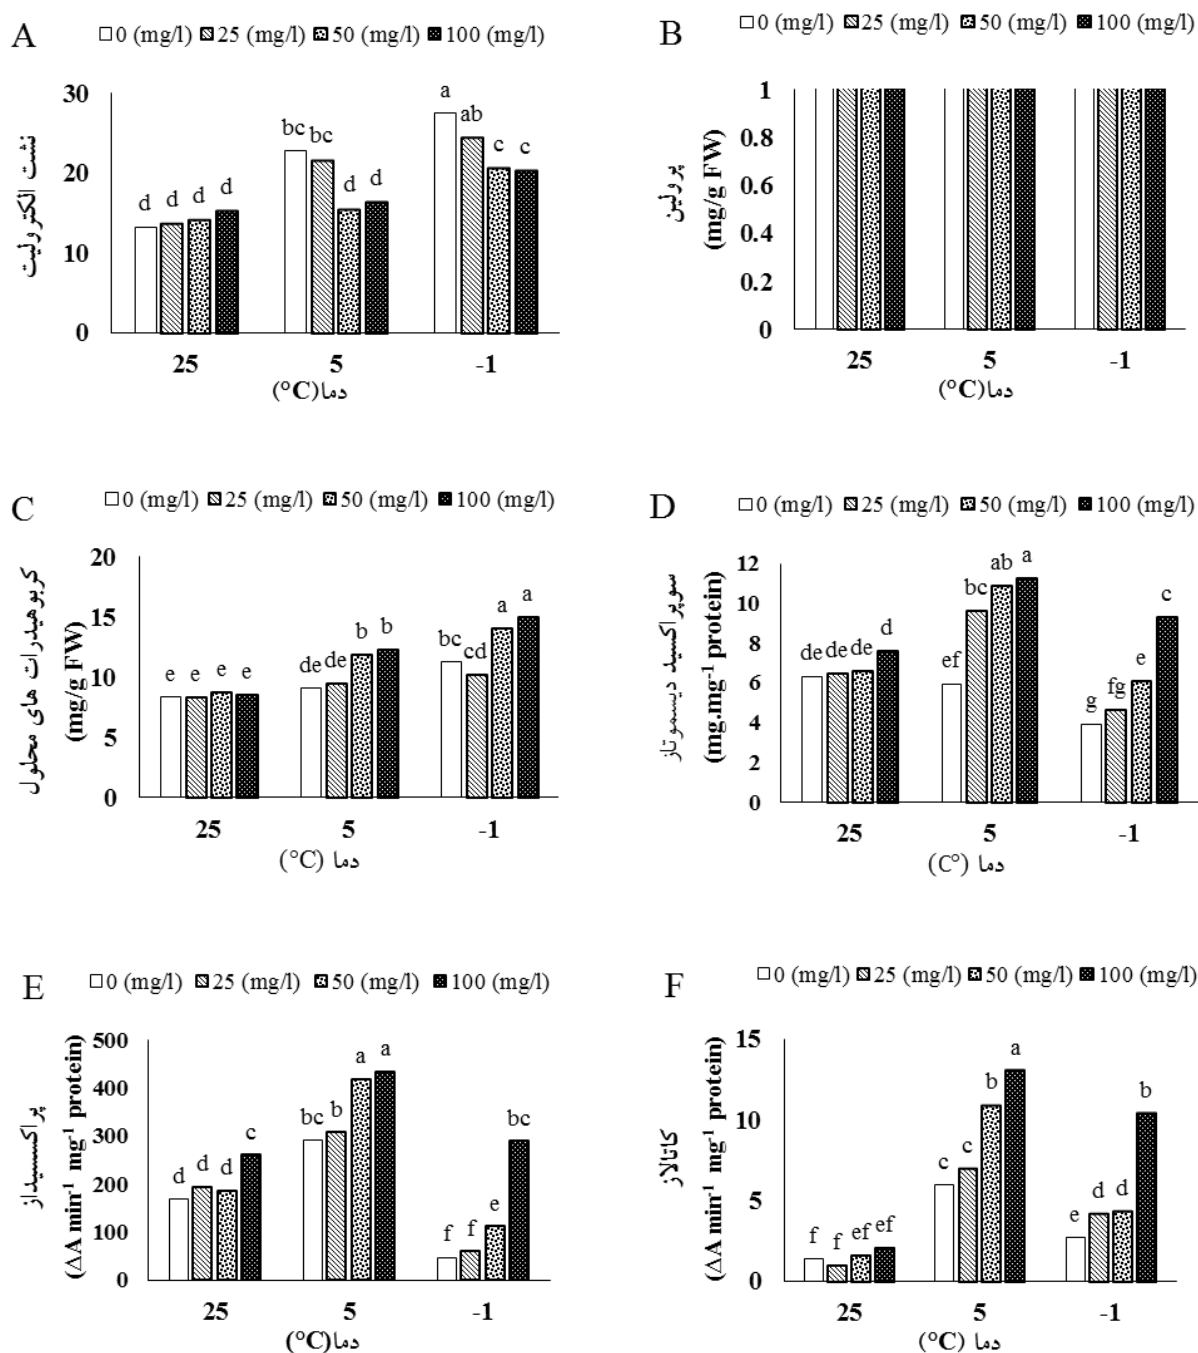 A
0 (mg/l) 25 (mg/l) 50 (mg/l) 100 (mg/l)
نشت الکترولیت
30
20
10
0
d d d d
bc bc d d
a ab c c
25 5 -1
دما(°C)
B
0 (mg/l) 25 (mg/l) 50 (mg/l) 100 (mg/l)
پرولین
(mg/g FW)
1
0.8
0.6
0.4
0.2
0
25 5 -1
دما(°C)
C
0 (mg/l) 25 (mg/l) 50 (mg/l) 100 (mg/l)
کربوهیدرات های محلول
(mg/g FW)
20
15
10
5
0
e e e e
de de b b
bc cd a a
25 5 -1
دما (°C)
D
0 (mg/l) 25 (mg/l) 50 (mg/l) 100 (mg/l)
سوپراکسید دیسموتاز
(mg.mg⁻¹ protein)
12
10
8
6
4
2
0
de de de d
ef bc ab a
g fg e c
25 5 -1
دما (C°)
E
0 (mg/l) 25 (mg/l) 50 (mg/l) 100 (mg/l)
پراکسیداز
(ΔA min⁻¹ mg⁻¹ protein)
500
400
300
200
100
0
d d d c
bc b a a
f f e bc
25 5 -1
دما(°C)
F
0 (mg/l) 25 (mg/l) 50 (mg/l) 100 (mg/l)
کاتالاز
(ΔA min⁻¹ mg⁻¹ protein)
15
10
5
0
f f ef ef
c c b a
e d d b
25 5 -1
دما (°C)